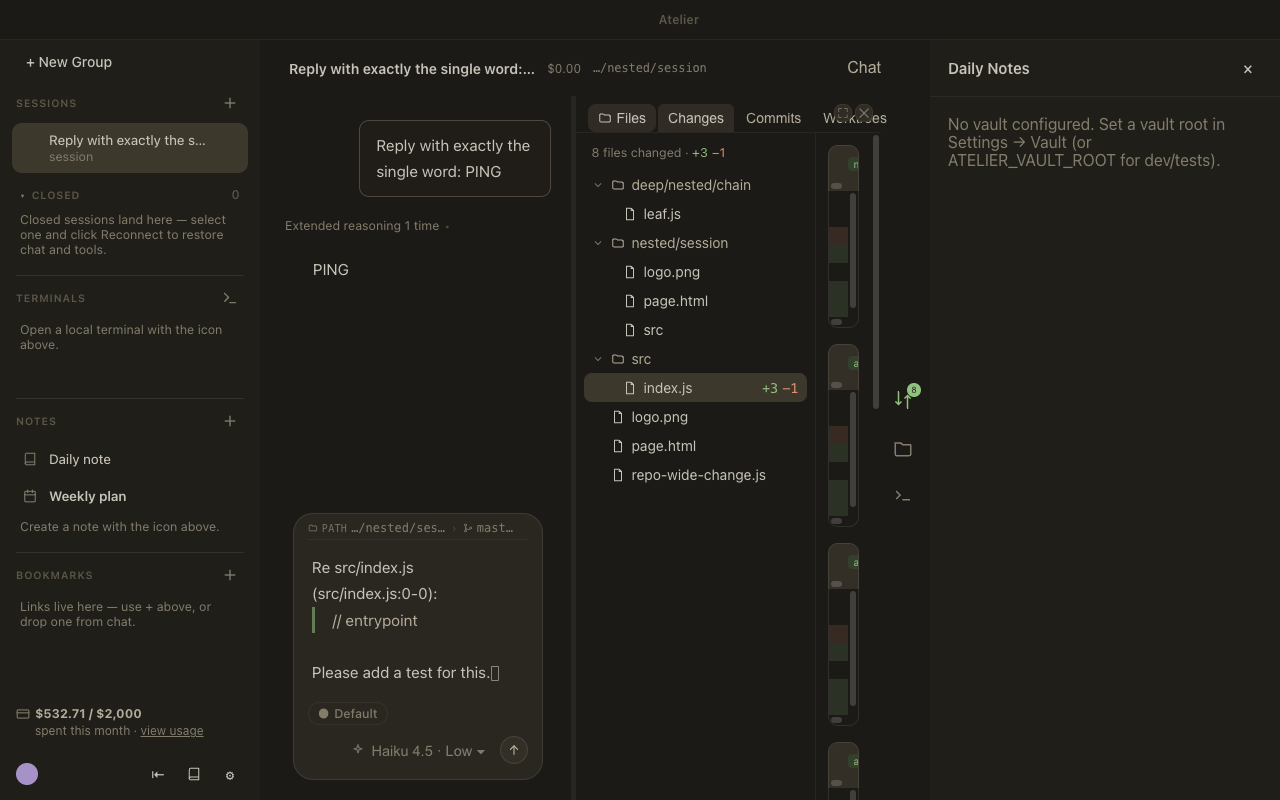 Atelier
+ New Group
SESSIONS
Reply with exactly the s...
session
CLOSED 0
Closed sessions land here — select
one and click Reconnect to restore
chat and tools.
TERMINALS
Open a local terminal with the icon
above.
NOTES
Daily note
Weekly plan
Create a note with the icon above.
BOOKMARKS
Links live here — use + above, or
drop one from chat.
$532.71 / $2,000
spent this month · view usage
Reply with exactly the single word:... $0.00 …/nested/session Chat
Reply with exactly the
single word: PING
Extended reasoning 1 time
PING
PATH …/nested/ses… › mast…
Re src/index.js
(src/index.js:0-0):
// entrypoint
Please add a test for this.
Default
Haiku 4.5 · Low
Files Changes Commits
8 files changed · +3 −1
deep/nested/chain
leaf.js
nested/session
logo.png
page.html
src
src
index.js +3 −1
logo.png
page.html
repo-wide-change.js
8
Daily Notes
No vault configured. Set a vault root in
Settings → Vault (or
ATELIER_VAULT_ROOT for dev/tests).